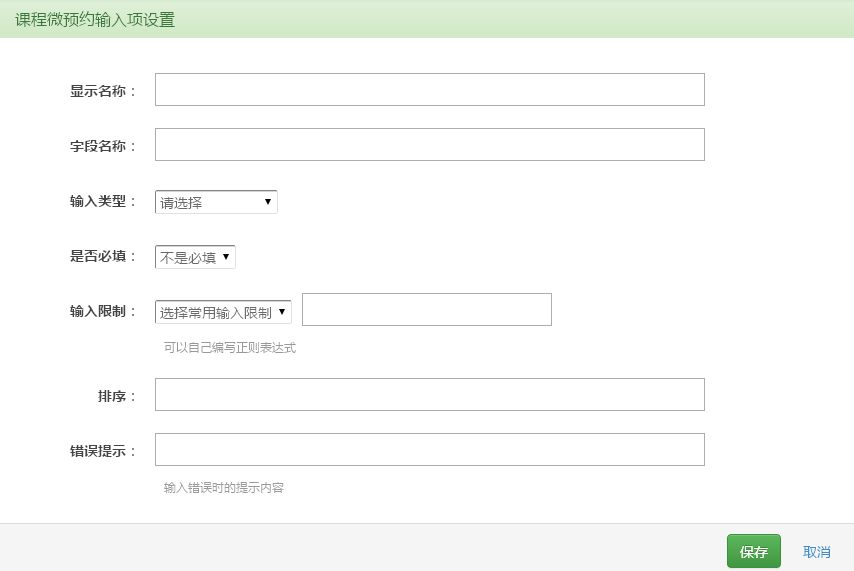 课程微预约输入项设置
显示名称：
字段名称：
输入类型： 请选择
是否必填： 不是必填
输入限制： 选择常用输入限制
可以自己编写正则表达式
排序：
错误提示：
输入错误时的提示内容
保存 取消